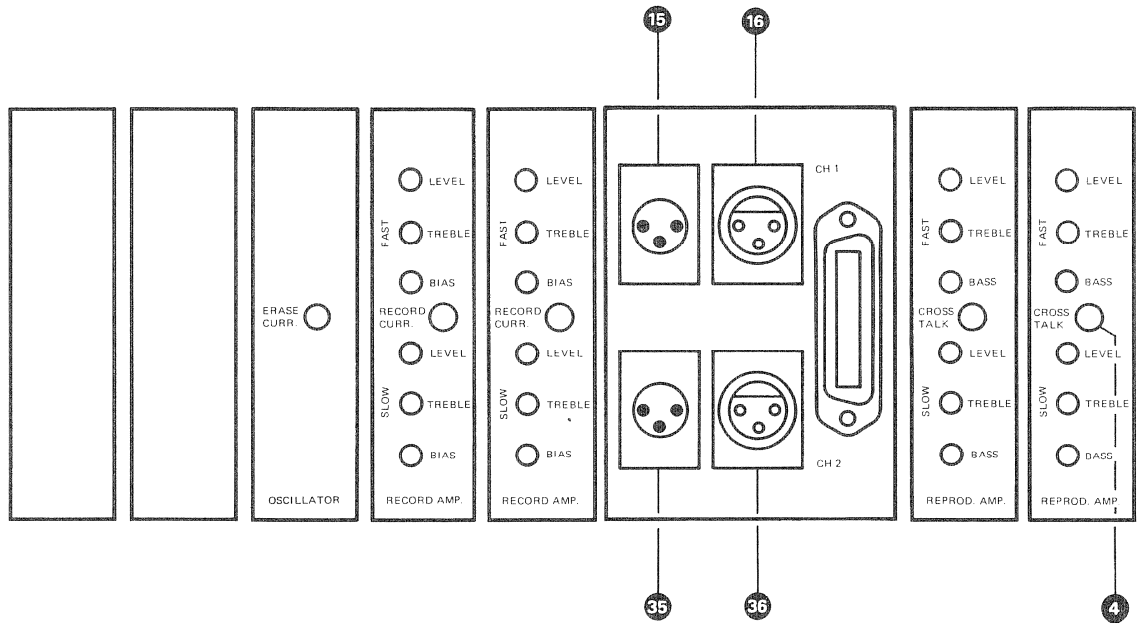 15
16
ERASE
CURR.
OSCILLATOR
LEVEL
FAST
TREBLE
BIAS
RECORD
CURR.
LEVEL
SLOW
TREBLE
BIAS
RECORD AMP.
LEVEL
FAST
TREBLE
BIAS
RECORD
CURR.
LEVEL
SLOW
TREBLE
BIAS
RECORD AMP.
CH 1
CH 2
LEVEL
FAST
TREBLE
BASS
CROSS
TALK
LEVEL
SLOW
TREBLE
BASS
REPROD. AMP.
LEVEL
FAST
TREBLE
BASS
CROSS
TALK
LEVEL
SLOW
TREBLE
BASS
REPROD. AMP.
35
36
4